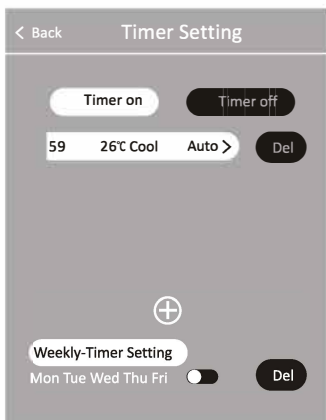 < Back Timer Setting
Timer on Timer off
59 26℃ Cool Auto > Del
Weekly-Timer Setting
Mon Tue Wed Thu Fri Del